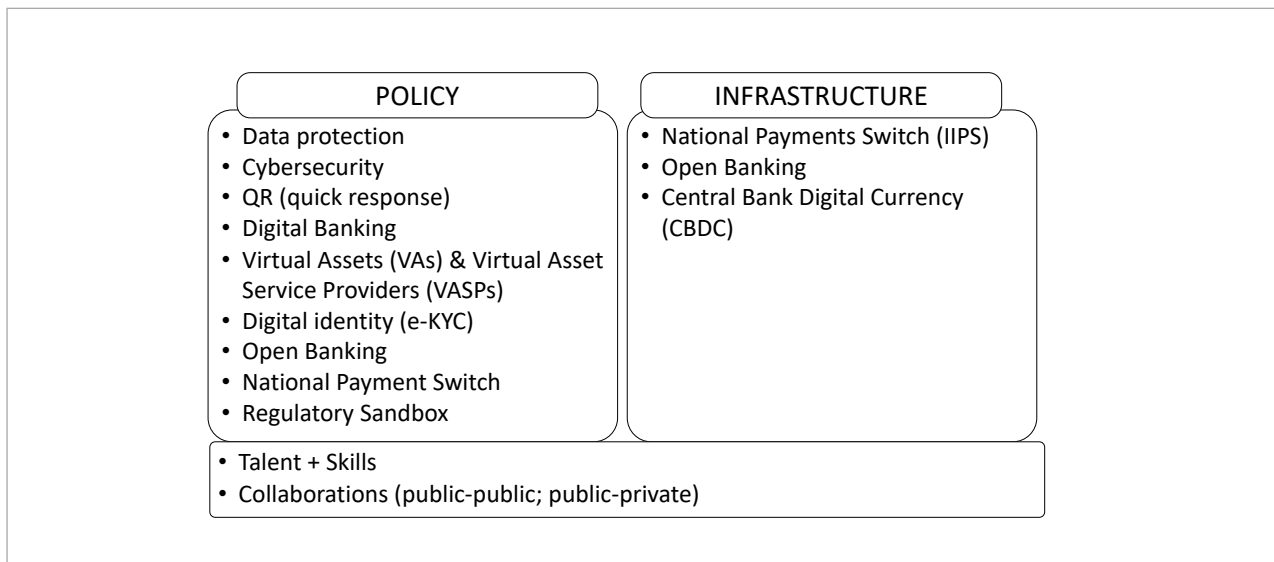 POLICY
• Data protection
• Cybersecurity
• QR (quick response)
• Digital Banking
• Virtual Assets (VAs) & Virtual Asset
Service Providers (VASPs)
• Digital identity (e-KYC)
• Open Banking
• National Payment Switch
• Regulatory Sandbox
INFRASTRUCTURE
• National Payments Switch (IIPS)
• Open Banking
• Central Bank Digital Currency
(CBDC)
• Talent + Skills
• Collaborations (public-public; public-private)